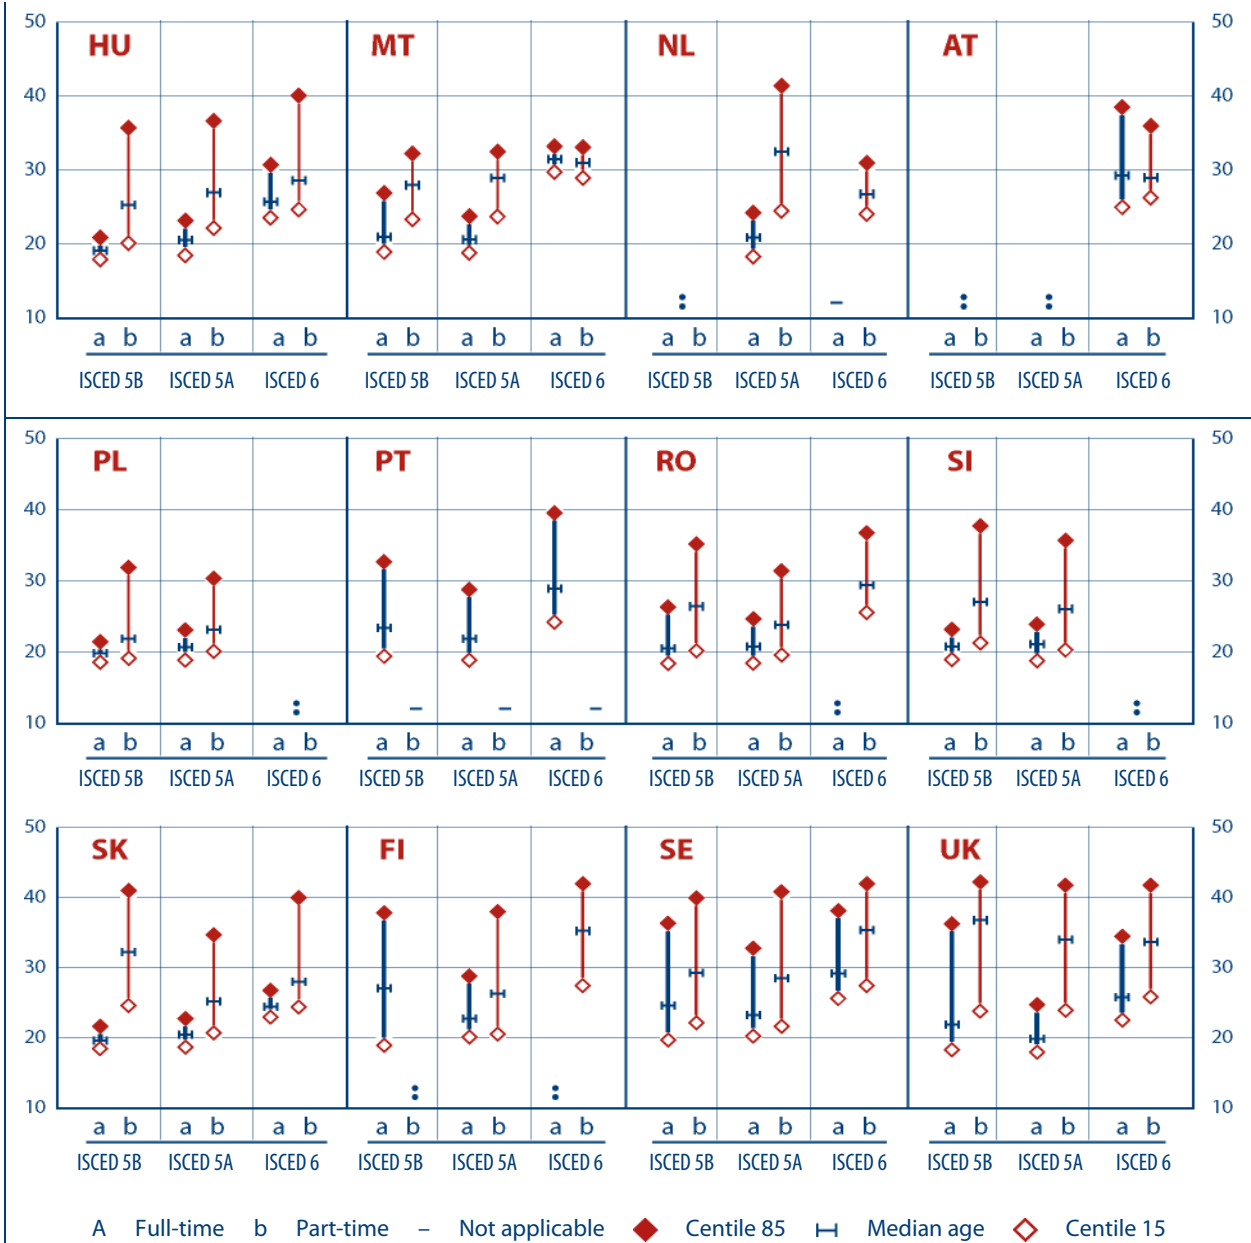 50 HU MT NL AT 50
40 40
30 30
20 20
: – : :
10 10
a b a b a b a b a b a b a b a b a b a b a b a b
ISCED 5B ISCED 5A ISCED 6 ISCED 5B ISCED 5A ISCED 6 ISCED 5B ISCED 5A ISCED 6 ISCED 5B ISCED 5A ISCED 6
50 PL PT RO SI 50
40 40
30 30
20 20
: – – – : :
10 10
a b a b a b a b a b a b a b a b a b a b a b a b
ISCED 5B ISCED 5A ISCED 6 ISCED 5B ISCED 5A ISCED 6 ISCED 5B ISCED 5A ISCED 6 ISCED 5B ISCED 5A ISCED 6
50 SK FI SE UK 50
40 40
30 30
20 20
: :
10 10
a b a b a b a b a b a b a b a b a b a b a b a b
ISCED 5B ISCED 5A ISCED 6 ISCED 5B ISCED 5A ISCED 6 ISCED 5B ISCED 5A ISCED 6 ISCED 5B ISCED 5A ISCED 6
A Full-time b Part-time – Not applicable Centile 85 Median age Centile 15